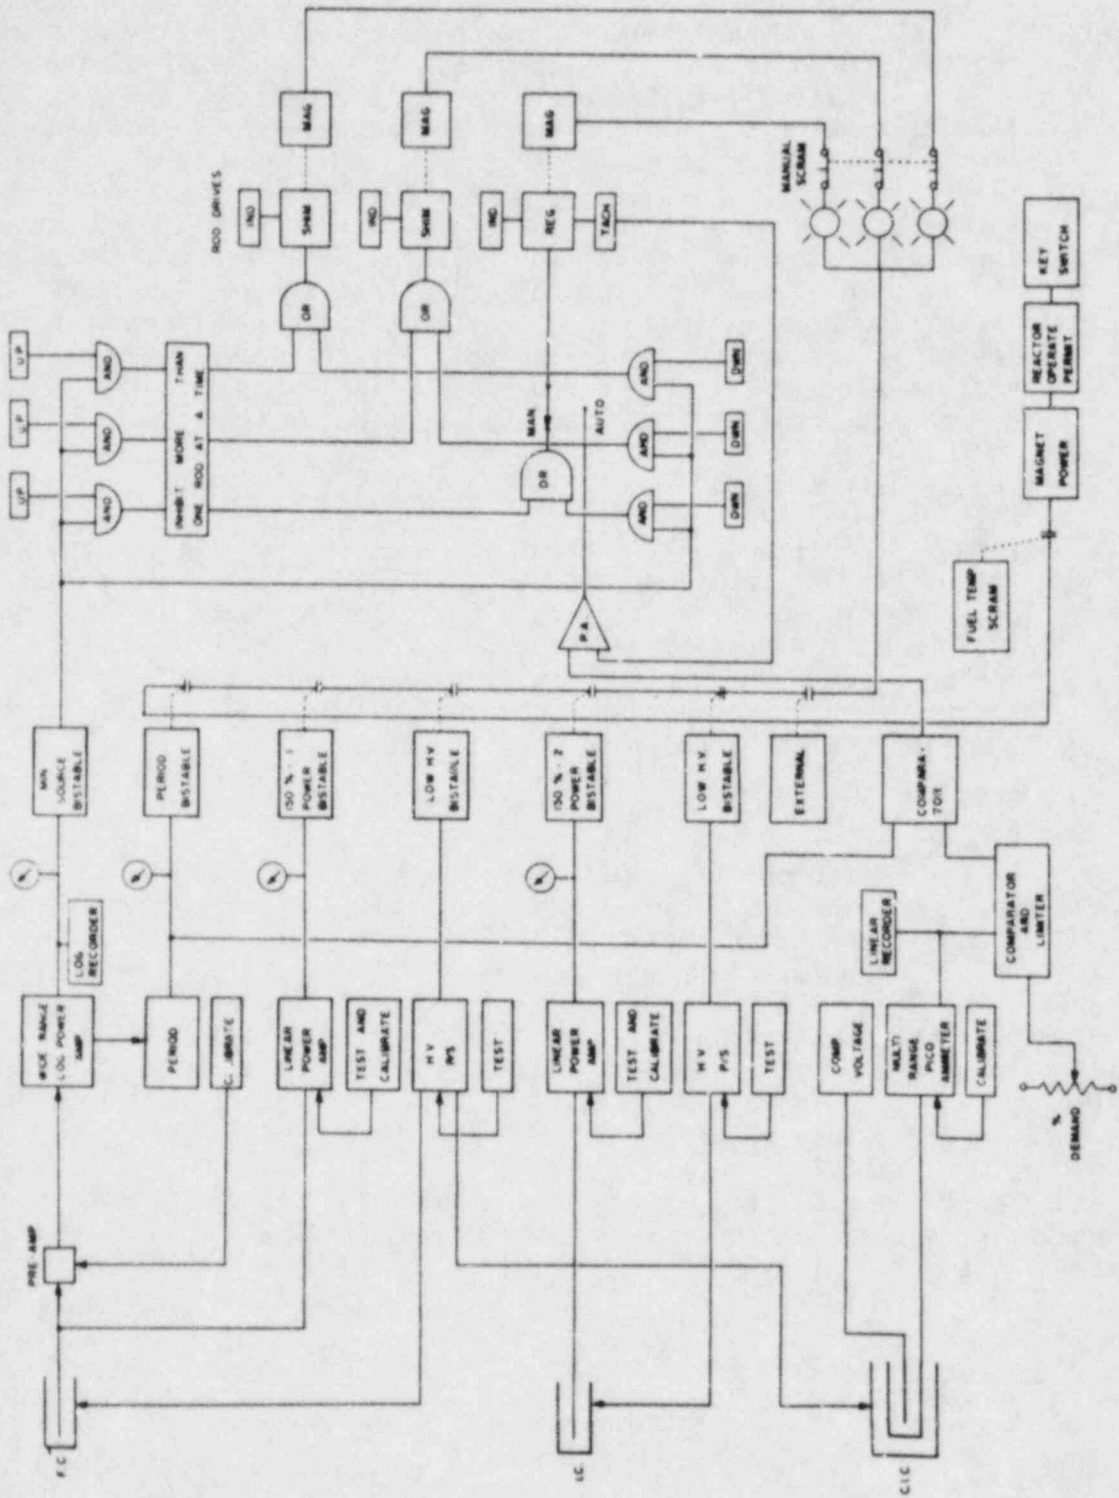 F.C.
PRE AMP
WIDE RANGE
LOG POWER
AMP
LOG
RECORDER
MIN
SOURCE
BISTABLE
PERIOD
PERIOD
BISTABLE
LINEAR
POWER
AMP
150 % - 1
POWER
BISTABLE
TEST AND
CALIBRATE
H V
P/S
LOW H V
BISTABLE
TEST
I.C.
LINEAR
POWER
AMP
150 % - 2
POWER
BISTABLE
TEST AND
CALIBRATE
H V
P/S
LOW H.V.
BISTABLE
TEST
EXTERNAL
C.I.C.
COMP
VOLTAGE
MULTI
RANGE
PICO
AMMETER
CALIBRATE
LINEAR
RECORDER
COMPARA-
TOR
COMPARATOR
AND
LIMITER
%
DEMAND
UP
UP
UP
AND
AND
AND
INHIBIT MORE THAN
ONE ROD AT A TIME
ROD DRIVES
IND
SHIM
MAG
OR
IND
SHIM
MAG
OR
IND
REG
MAG
TACH
OR
MAN
AUTO
P.A.
AND
AND
AND
DWN
DWN
DWN
MANUAL
SCRAM
FUEL TEMP
SCRAM
MAGNET
POWER
REACTOR
OPERATE
PERMIT
KEY
SWITCH